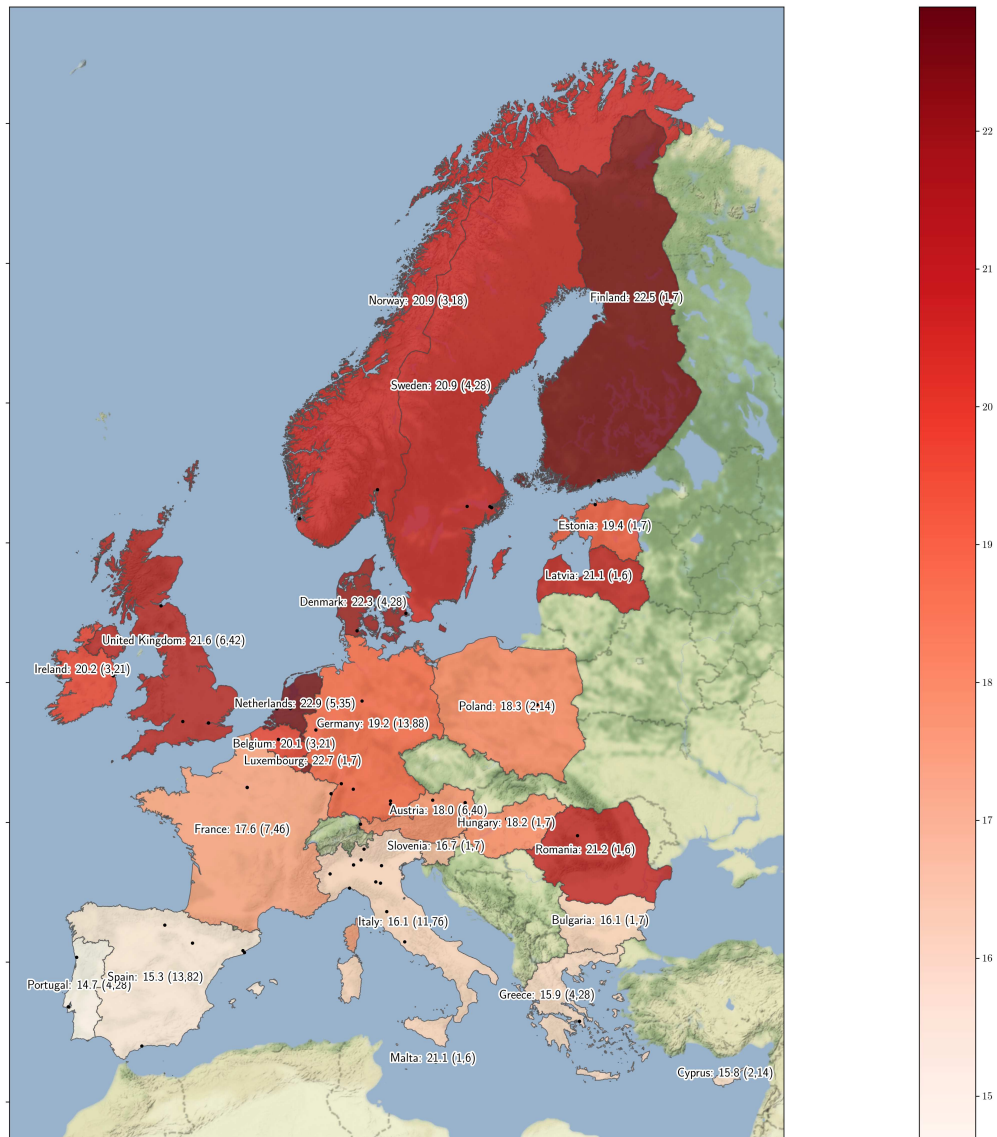 22
21
20
19
18
17
16
15
Norway: 20.9 (3,18)
Finland: 22.5 (1,7)
Sweden: 20.9 (4,28)
Estonia: 19.4 (1,7)
Latvia: 21.1 (1,6)
Denmark: 22.3 (4,28)
United Kingdom: 21.6 (6,42)
Ireland: 20.2 (3,21)
Netherlands: 22.9 (5,35)
Poland: 18.3 (2,14)
Germany: 19.2 (13,88)
Belgium: 20.1 (3,21)
Luxembourg: 22.7 (1,7)
Austria: 18.0 (6,40)
Hungary: 18.2 (1,7)
France: 17.6 (7,46)
Slovenia: 16.7 (1,7)
Romania: 21.2 (1,6)
Italy: 16.1 (11,76)
Bulgaria: 16.1 (1,7)
Spain: 15.3 (13,82)
Portugal: 14.7 (4,28)
Greece: 15.9 (4,28)
Malta: 21.1 (1,6)
Cyprus: 15.8 (2,14)